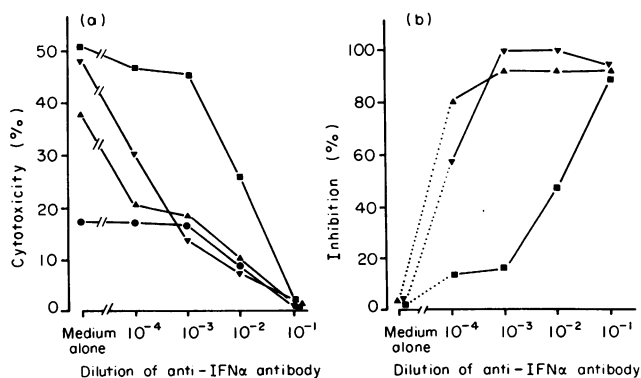 (a)
50
40
30
20
10
0
Cytotoxicity (%)
Medium alone
10⁻⁴
10⁻³
10⁻²
10⁻¹
Dilution of anti-IFNα antibody
(b)
100
80
60
40
20
0
Inhibition (%)
Medium alone
10⁻⁴
10⁻³
10⁻²
10⁻¹
Dilution of anti-IFNα antibody